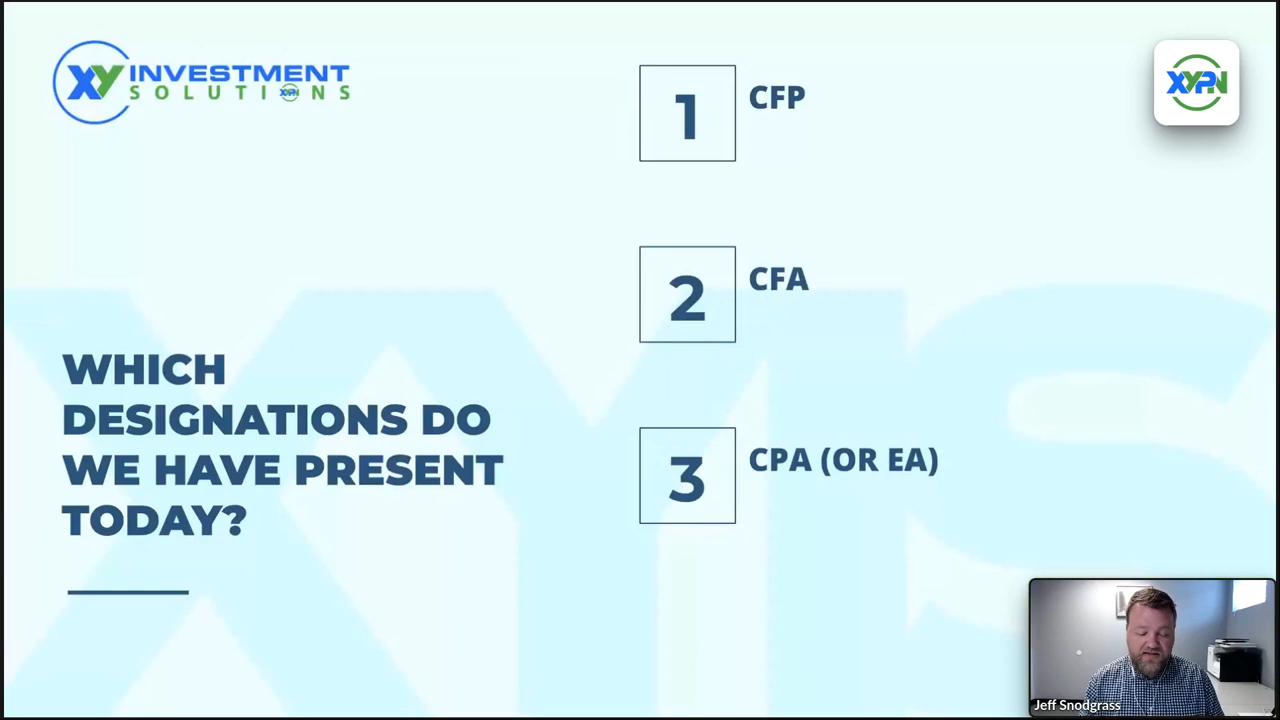 XY INVESTMENT
SOLUTIONS
XYPN
WHICH
DESIGNATIONS DO
WE HAVE PRESENT
TODAY?
1 CFP
2 CFA
3 CPA (OR EA)
XYIS
Jeff Snodgrass